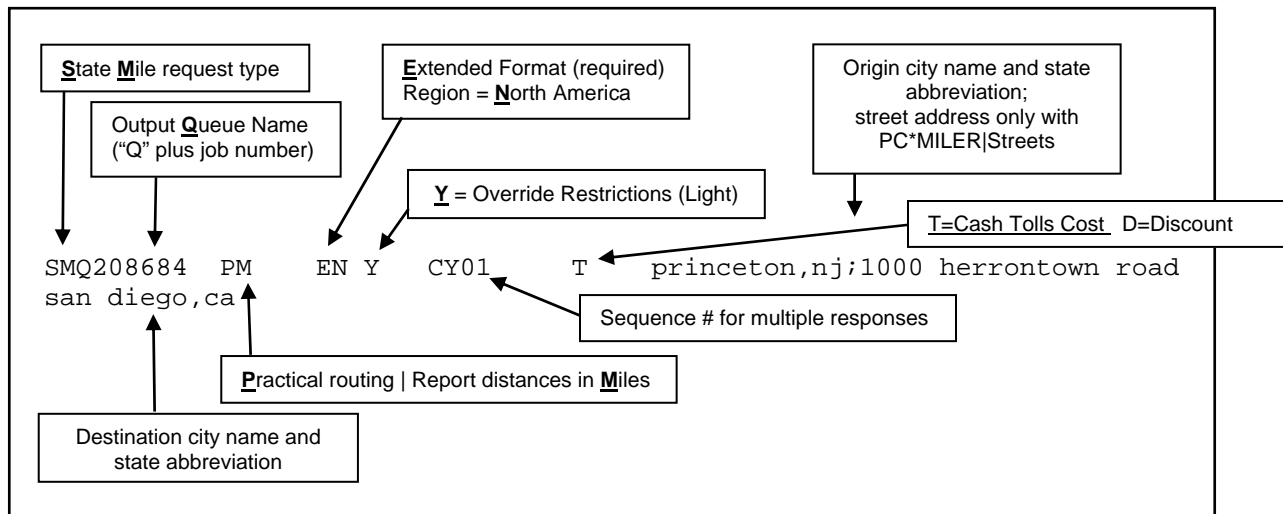 State Mile request type
Extended Format (required)
Region = North America
Origin city name and state
abbreviation;
street address only with
PC*MILER|Streets
Output Queue Name
(“Q” plus job number)
Y = Override Restrictions (Light)
T=Cash Tolls Cost D=Discount
SMQ208684 PM EN Y CY01 T princeton,nj;1000 herrontown road
san diego,ca
Sequence # for multiple responses
Practical routing | Report distances in Miles
Destination city name and
state abbreviation